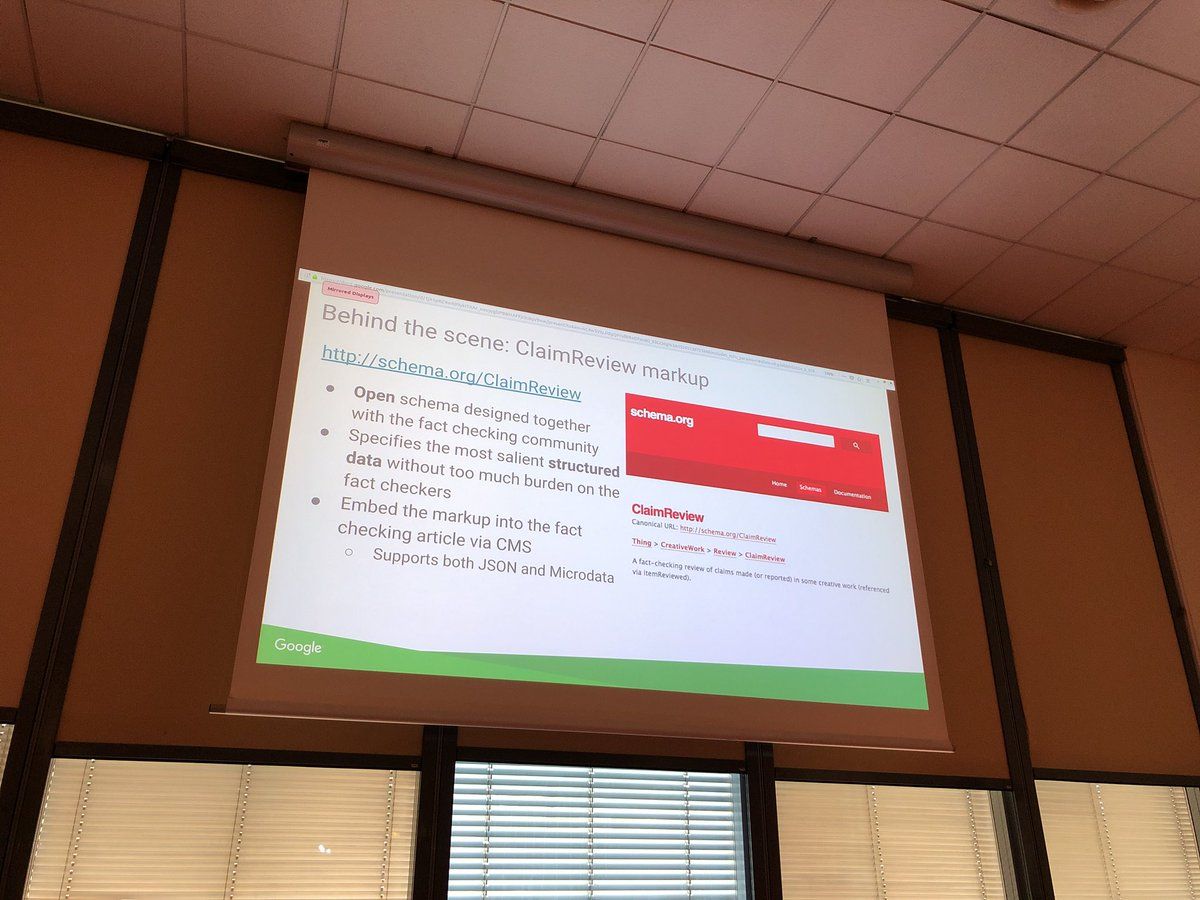 Mirrored Displays
Behind the scene: ClaimReview markup
http://schema.org/ClaimReview
● Open schema designed together
with the fact checking community
● Specifies the most salient structured
data without too much burden on the
fact checkers
● Embed the markup into the fact
checking article via CMS
○ Supports both JSON and Microdata
schema.org
Home Schemas Documentation
ClaimReview
Canonical URL: http://schema.org/ClaimReview
Thing > CreativeWork > Review > ClaimReview
A fact-checking review of claims made (or reported) in some creative work (referenced
via itemReviewed).
Google